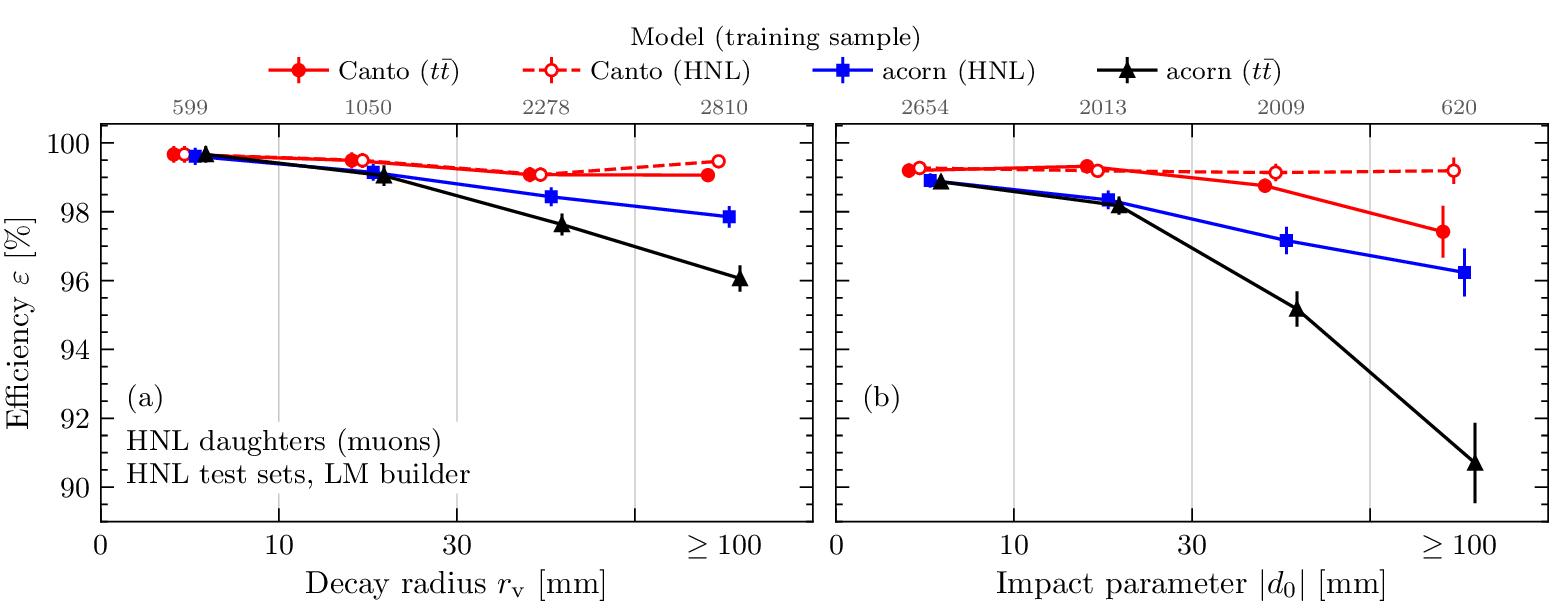 Model (training sample)
Canto (tt̄) Canto (HNL) acorn (HNL) acorn (tt̄)
599 1050 2278 2810 2654 2013 2009 620
100
98
96
94
92
90
Efficiency ε [%]
(a)
HNL daughters (muons)
HNL test sets, LM builder
(b)
0 10 30 ≥ 100 0 10 30 ≥ 100
Decay radius r_v [mm] Impact parameter |d_0| [mm]